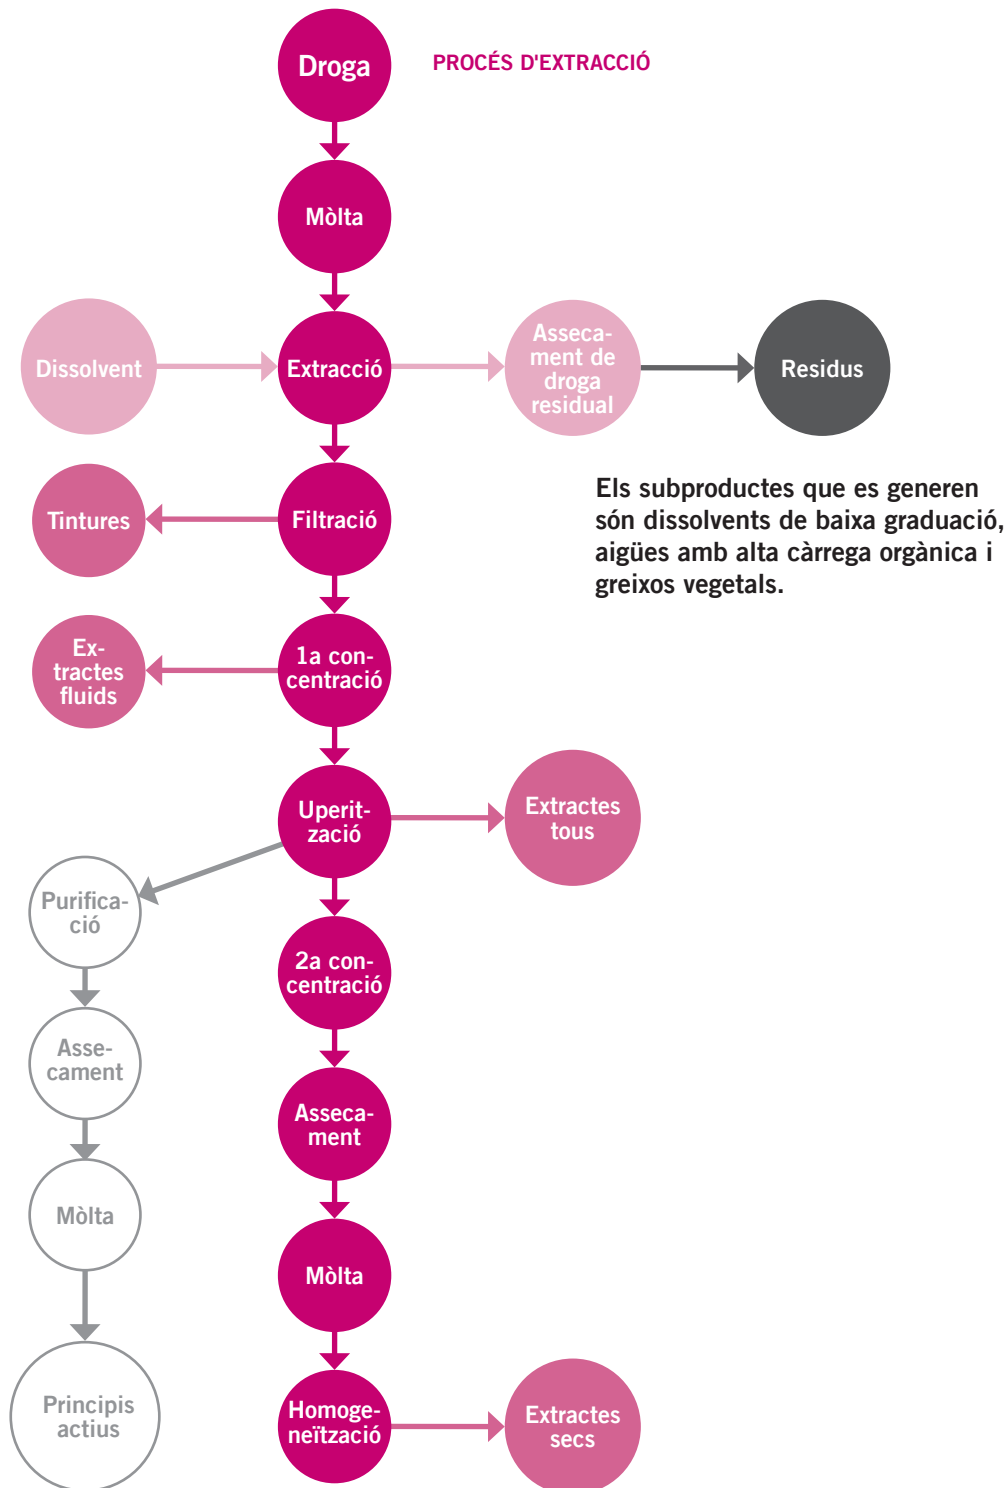 Droga
PROCÉS D'EXTRACCIÓ
Mòlta
Dissolvent
Extracció
Asseca-
ment de
droga
residual
Residus
Tintures
Filtració
Els subproductes que es generen
són dissolvents de baixa graduació,
aigües amb alta càrrega orgànica i
greixos vegetals.
Ex-
tractes
fluids
1a con-
centració
Uperit-
zació
Extractes
tous
Purifica-
ció
2a con-
centració
Asse-
cament
Asseca-
ment
Mòlta
Mòlta
Principis
actius
Homoge-
neïtzació
Extractes
secs